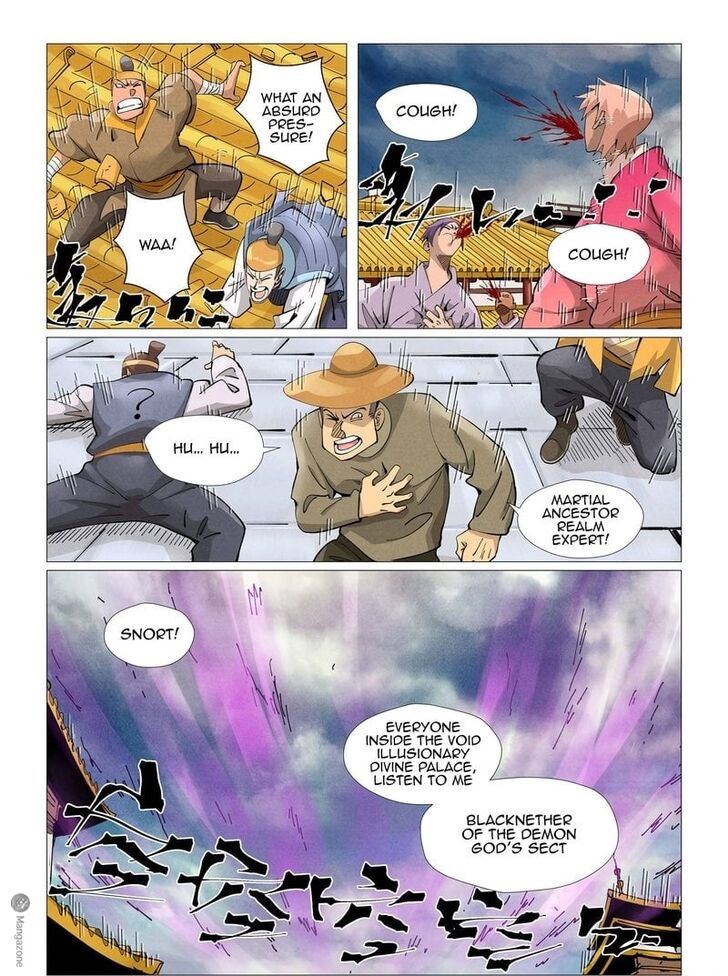 WHAT AN
ABSURD
PRES-
SURE!
WAA!
COUGH!
COUGH!
?
HU... HU...
MARTIAL
ANCESTOR
REALM
EXPERT!
SNORT!
EVERYONE
INSIDE THE VOID
ILLUSIONARY
DIVINE PALACE,
LISTEN TO ME
BLACKNETHER
OF THE DEMON
GOD'S SECT
Mangazone